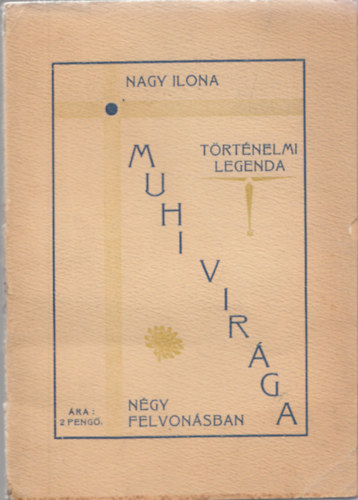 NAGY ILONA
TÖRTÉNELMI
LEGENDA
MUHI VIRÁGA
NÉGY
FELVONÁSBAN
ÁRA:
2 PENGŐ.